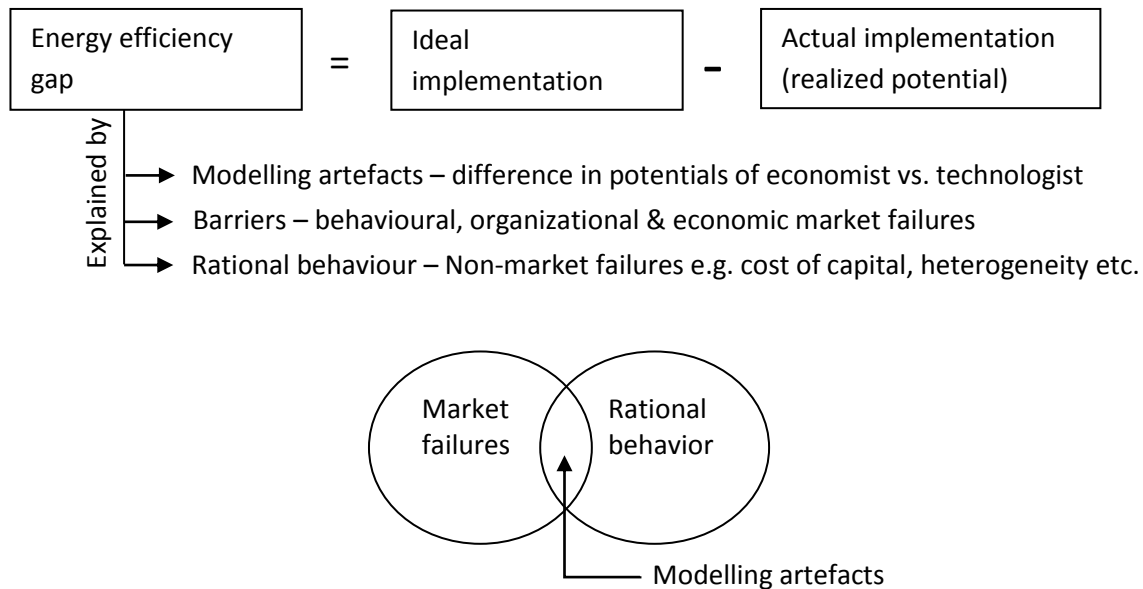 Energy efficiency gap
=
Ideal implementation
-
Actual implementation (realized potential)
Explained by
Modelling artefacts – difference in potentials of economist vs. technologist
Barriers – behavioural, organizational & economic market failures
Rational behaviour – Non-market failures e.g. cost of capital, heterogeneity etc.
Market failures
Rational behavior
Modelling artefacts